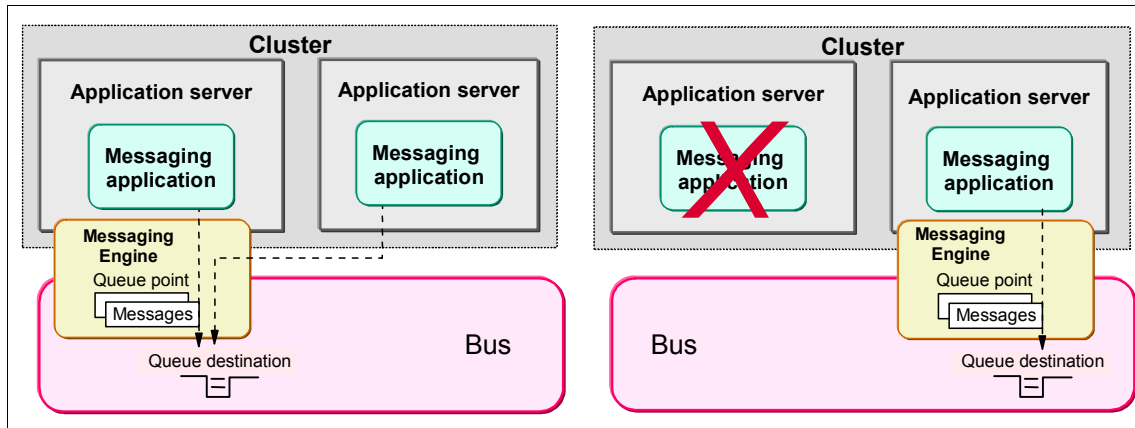 Cluster
Application server
Messaging
application
Application server
Messaging
application
Messaging
Engine
Queue point
Messages
Queue destination
Bus
Cluster
Application server
Messaging
application
Application server
Messaging
application
Messaging
Engine
Queue point
Messages
Queue destination
Bus